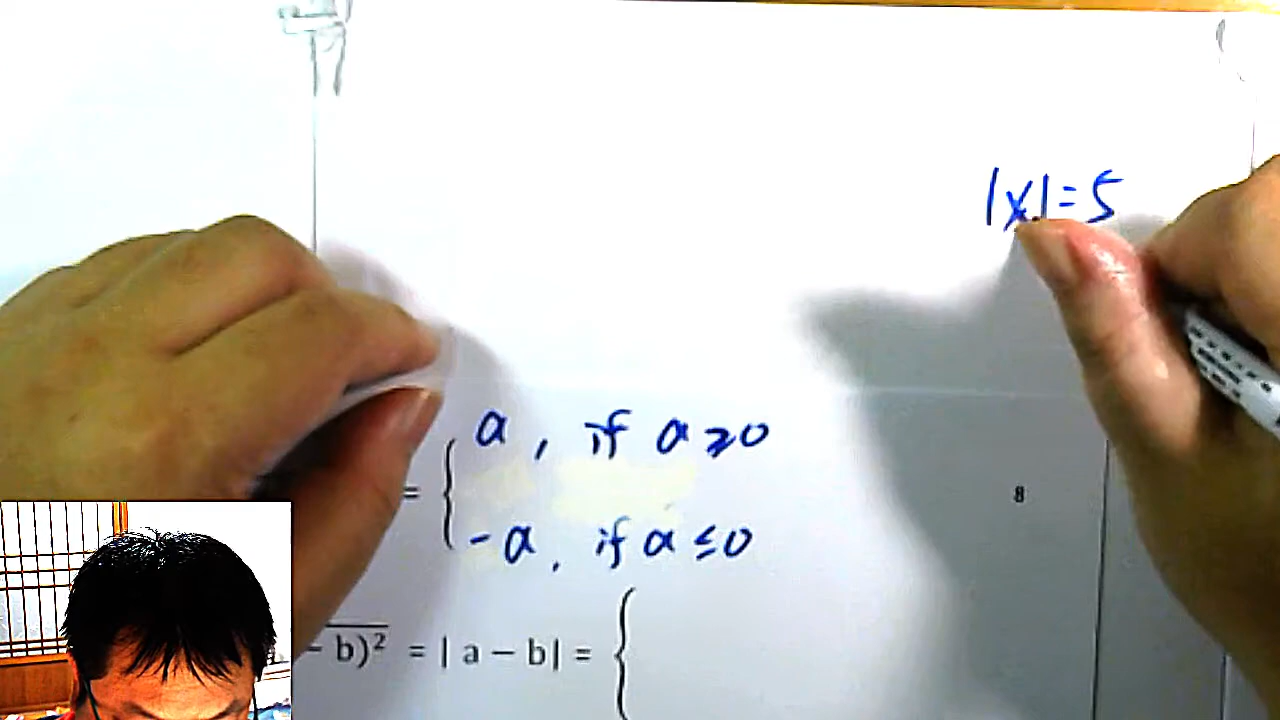 |x|=5
= { a, if a≥0
-a, if a≤0
8
- b)² = | a − b| = {